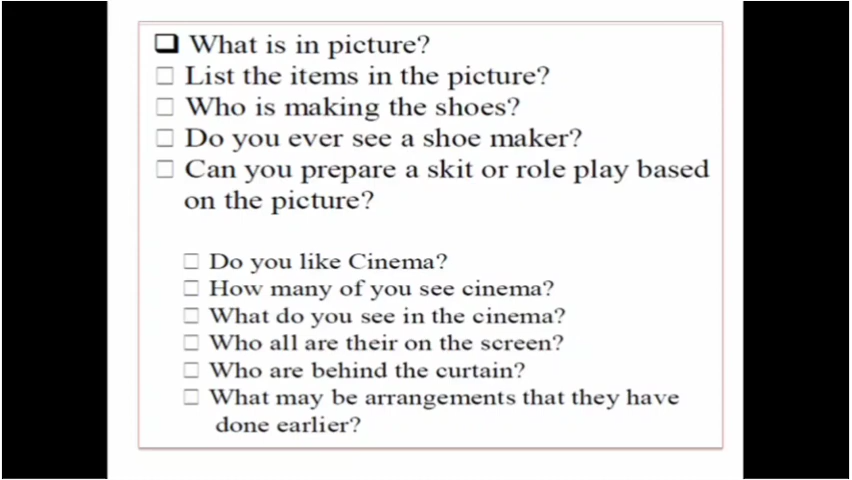 What is in picture?
List the items in the picture?
Who is making the shoes?
Do you ever see a shoe maker?
Can you prepare a skit or role play based
on the picture?
Do you like Cinema?
How many of you see cinema?
What do you see in the cinema?
Who all are their on the screen?
Who are behind the curtain?
What may be arrangements that they have
done earlier?